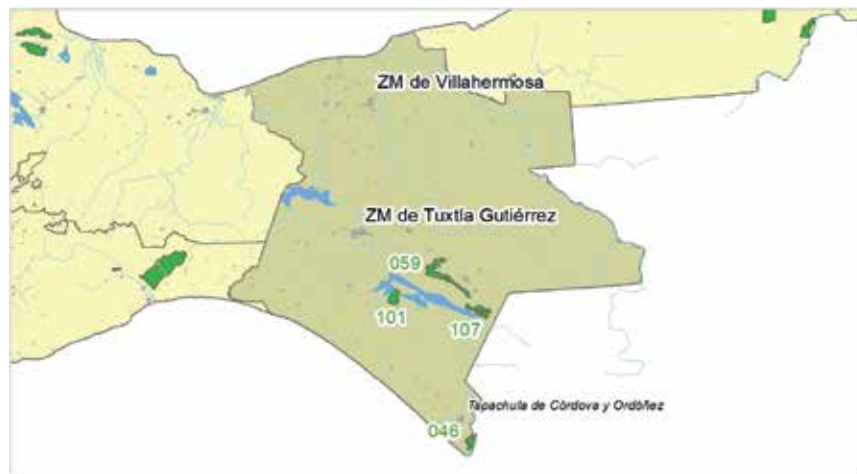 ZM de Villahermosa
ZM de Tuxtla Gutiérrez
059
101
107
Tapachula de Córdova y Ordóñez
046